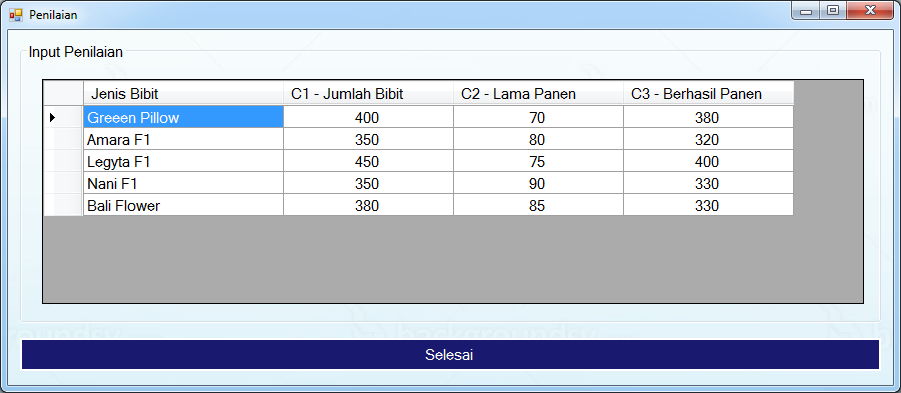 Penilaian
Input Penilaian
Jenis Bibit C1 - Jumlah Bibit C2 - Lama Panen C3 - Berhasil Panen
Greeen Pillow 400 70 380
Amara F1 350 80 320
Legyta F1 450 75 400
Nani F1 350 90 330
Bali Flower 380 85 330
Selesai